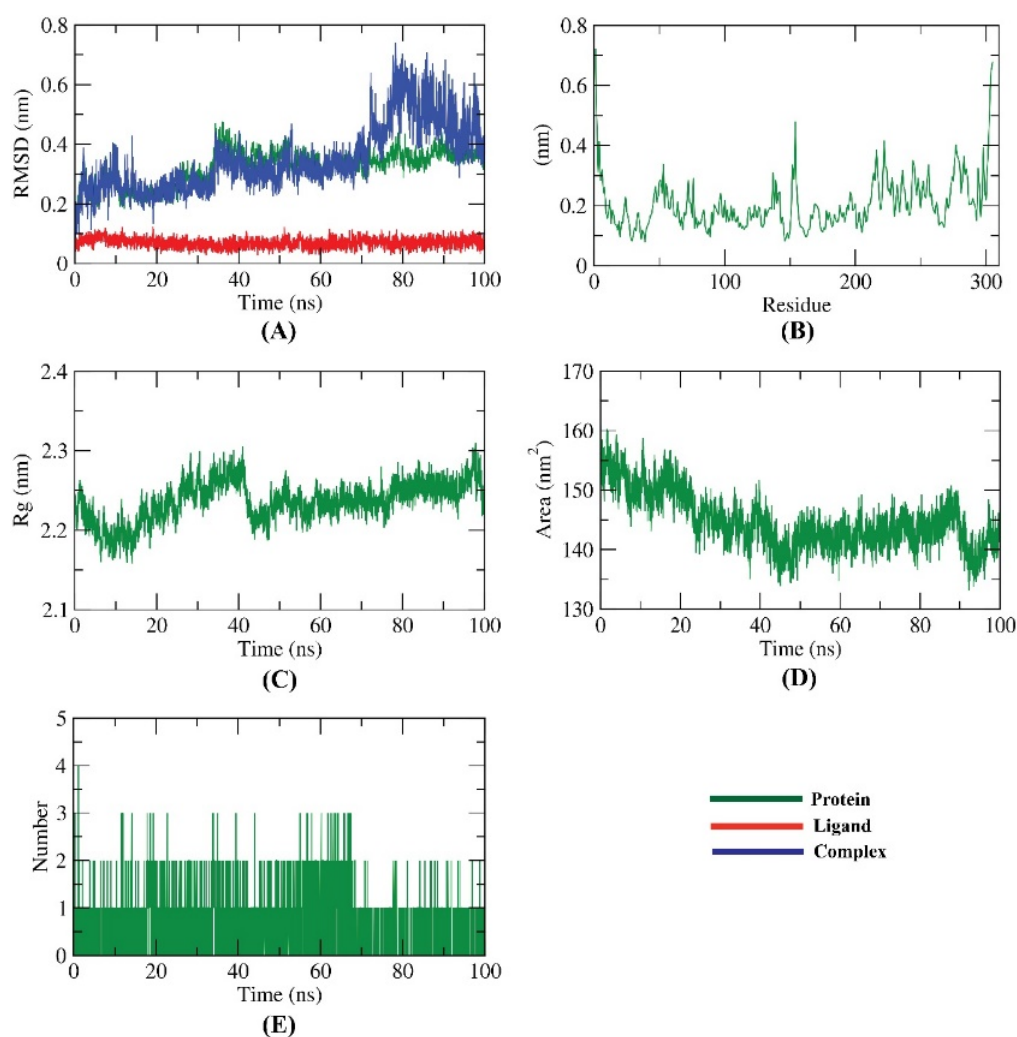 0.8
0.6
0.4
0.2
0
RMSD (nm)
0 20 40 60 80 100
Time (ns)
(A)
0.8
0.6
0.4
0.2
0
(nm)
0 100 200 300
Residue
(B)
2.4
2.3
2.2
2.1
Rg (nm)
0 20 40 60 80 100
Time (ns)
(C)
170
160
150
140
130
Area (nm²)
0 20 40 60 80 100
Time (ns)
(D)
5
4
3
2
1
0
Number
0 20 40 60 80 100
Time (ns)
(E)
Protein
Ligand
Complex